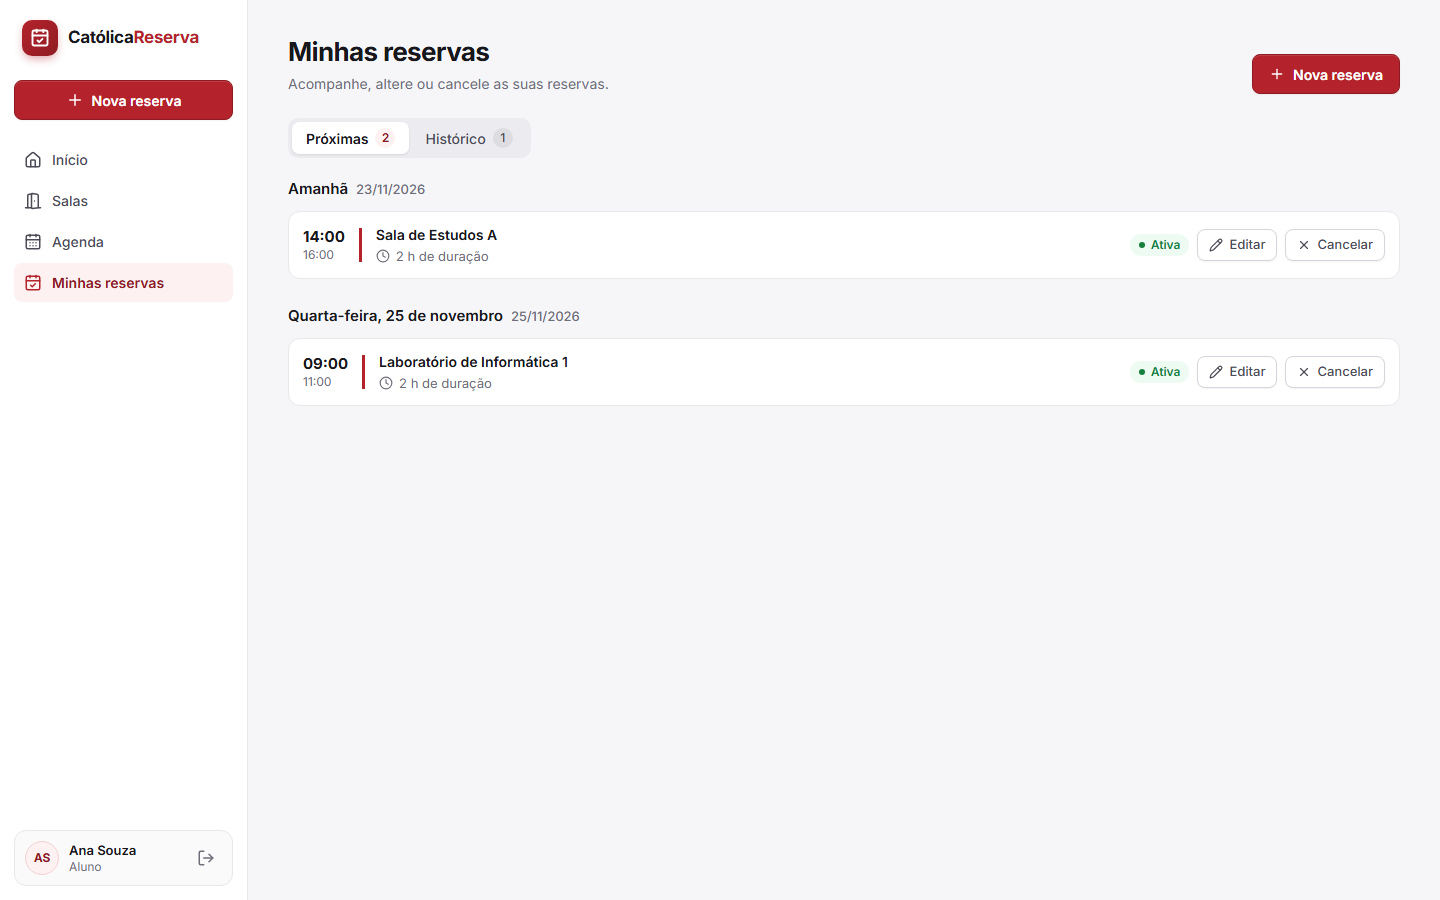 CatólicaReserva
Nova reserva
Início
Salas
Agenda
Minhas reservas
AS
Ana Souza
Aluno
Minhas reservas
Acompanhe, altere ou cancele as suas reservas.
Nova reserva
Próximas 2
Histórico 1
Amanhã 23/11/2026
14:00
16:00
Sala de Estudos A
2 h de duração
Ativa
Editar
Cancelar
Quarta-feira, 25 de novembro 25/11/2026
09:00
11:00
Laboratório de Informática 1
2 h de duração
Ativa
Editar
Cancelar